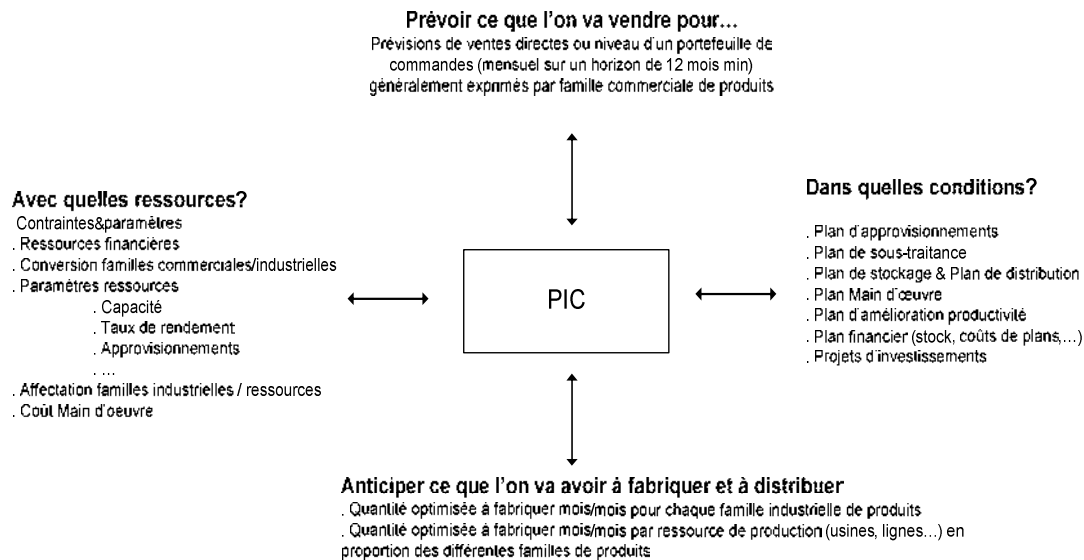 Prévoir ce que l'on va vendre pour...
Prévisions de ventes directes ou niveau d'un portefeuille de
commandes (mensuel sur un horizon de 12 mois min)
généralement exprimés par famille commerciale de produits
Avec quelles ressources?
Contraintes&paramètres
. Ressources financières
. Conversion familles commerciales/industrielles
. Paramètres ressources
. Capacité
. Taux de rendement
. Approvisionnements
. ...
. Affectation familles industrielles / ressources
. Coût Main d'oeuvre
PIC
Dans quelles conditions?
. Plan d'approvisionnements
. Plan de sous-traitance
. Plan de stockage & Plan de distribution
. Plan Main d'œuvre
. Plan d'amélioration productivité
. Plan financier (stock, coûts de plans,...)
. Projets d'investissements
Anticiper ce que l'on va avoir à fabriquer et à distribuer
. Quantité optimisée à fabriquer mois/mois pour chaque famille industrielle de produits
. Quantité optimisée à fabriquer mois/mois par ressource de production (usines, lignes...) en
proportion des différentes familles de produits